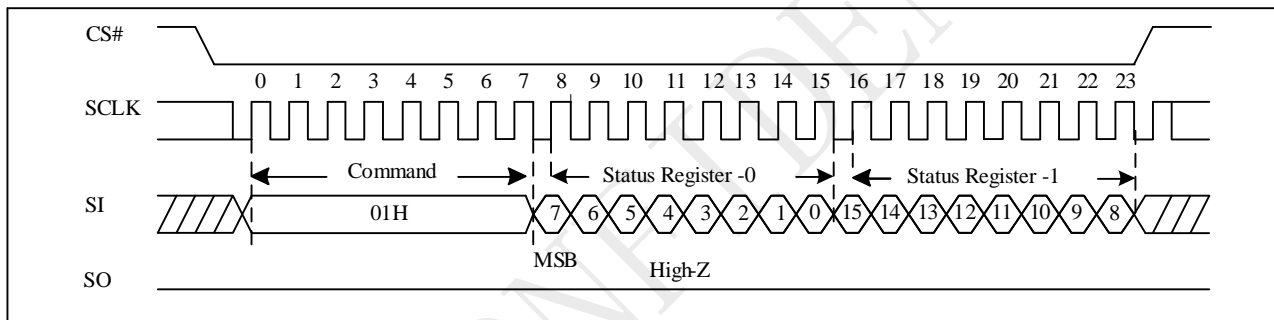 CS#
0 1 2 3 4 5 6 7 8 9 10 11 12 13 14 15 16 17 18 19 20 21 22 23
SCLK
Command Status Register -0 Status Register -1
SI 01H 7 6 5 4 3 2 1 0 15 14 13 12 11 10 9 8
MSB High-Z
SO